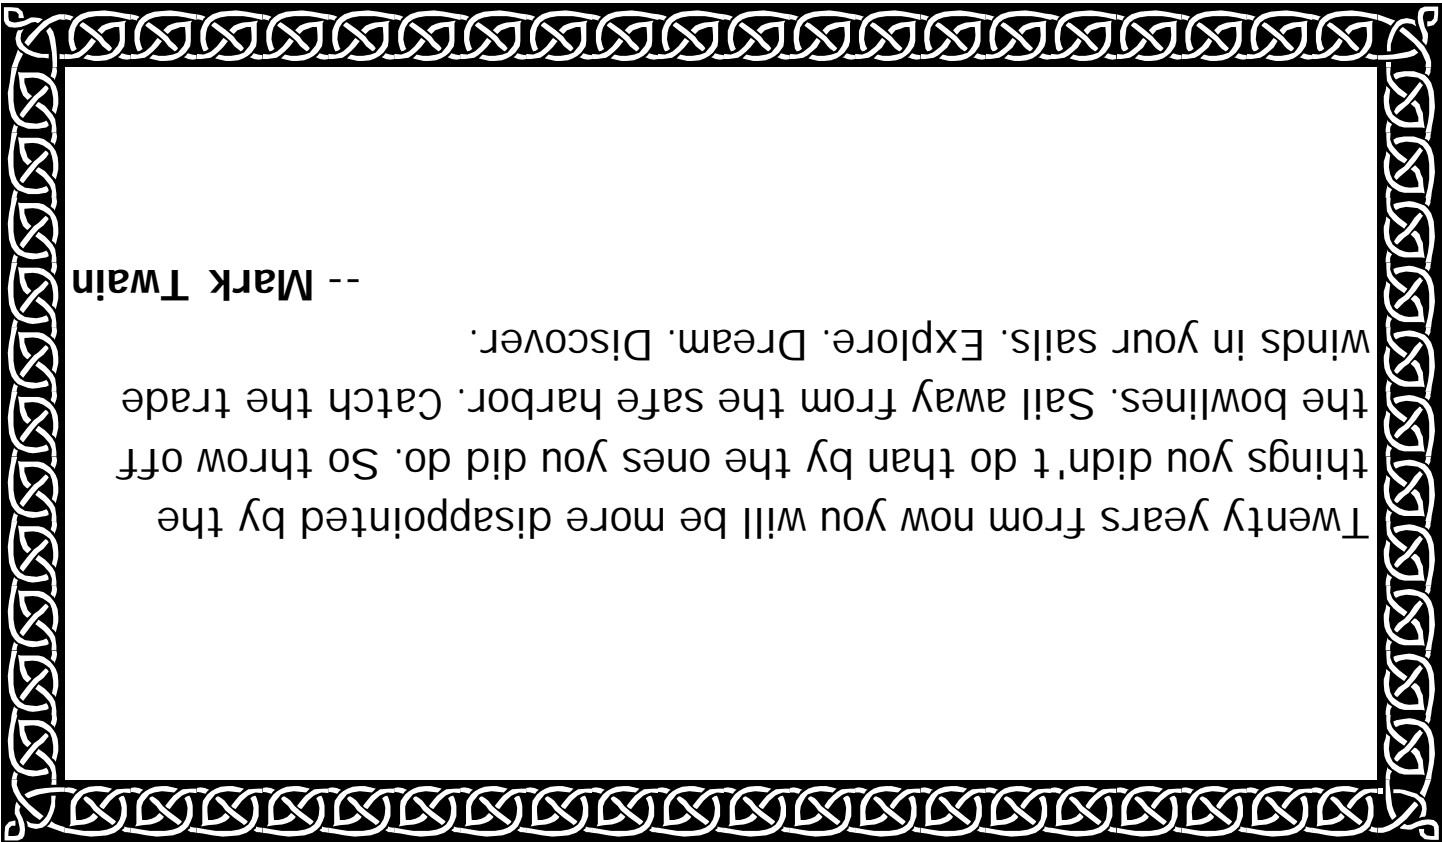 Twenty years from now you will be more disappointed by the
things you didn't do than by the ones you did do. So throw off
the bowlines. Sail away from the safe harbor. Catch the trade
winds in your sails. Explore. Dream. Discover.
-- Mark Twain